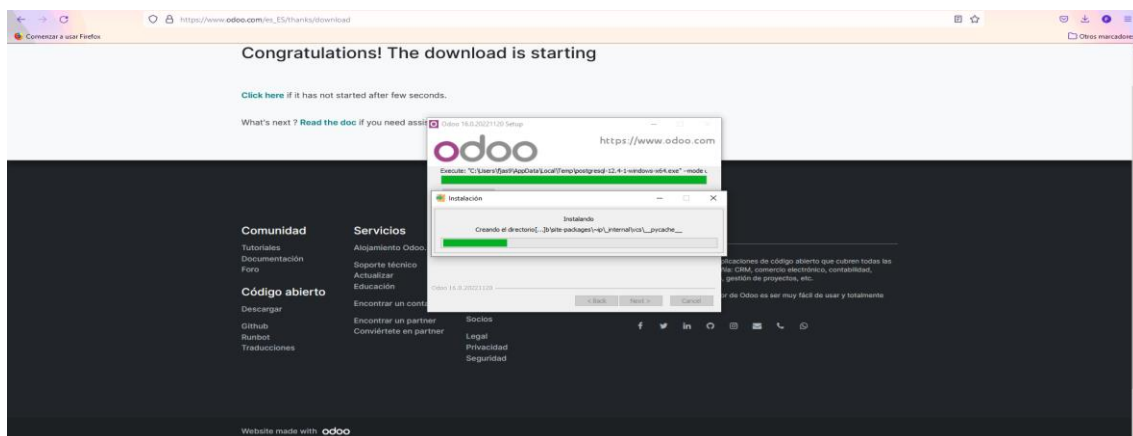 https://www.odoo.com/es_ES/thanks/download
Comenzar a usar Firefox
Otros marcadores
Congratulations! The download is starting
Click here if it has not started after few seconds.
What's next ? Read the doc if you need assi
Odoo 16.0.20221120 Setup
odoo
https://www.odoo.com
Execute: "C:\Users\fjast\AppData\Local\Temp\postgresql-12.4-1-windows-x64.exe" --mode u
Instalación
Instalando
Creando el directorio[...]b\site-packages\~ip\_internal\vcs\__pycache__
Odoo 16.0.20221120
< Back
Next >
Cancel
Comunidad
Tutoriales
Documentación
Foro
Código abierto
Descargar
Github
Runbot
Traducciones
Servicios
Alojamiento Odoo.
Soporte técnico
Actualizar
Educación
Encontrar un conta
Encontrar un partner
Conviértete en partner
Socios
Legal
Privacidad
Seguridad
plicaciones de código abierto que cubren todas las
ña: CRM, comercio electrónico, contabilidad,
, gestión de proyectos, etc.
or de Odoo es ser muy fácil de usar y totalmente
Website made with odoo